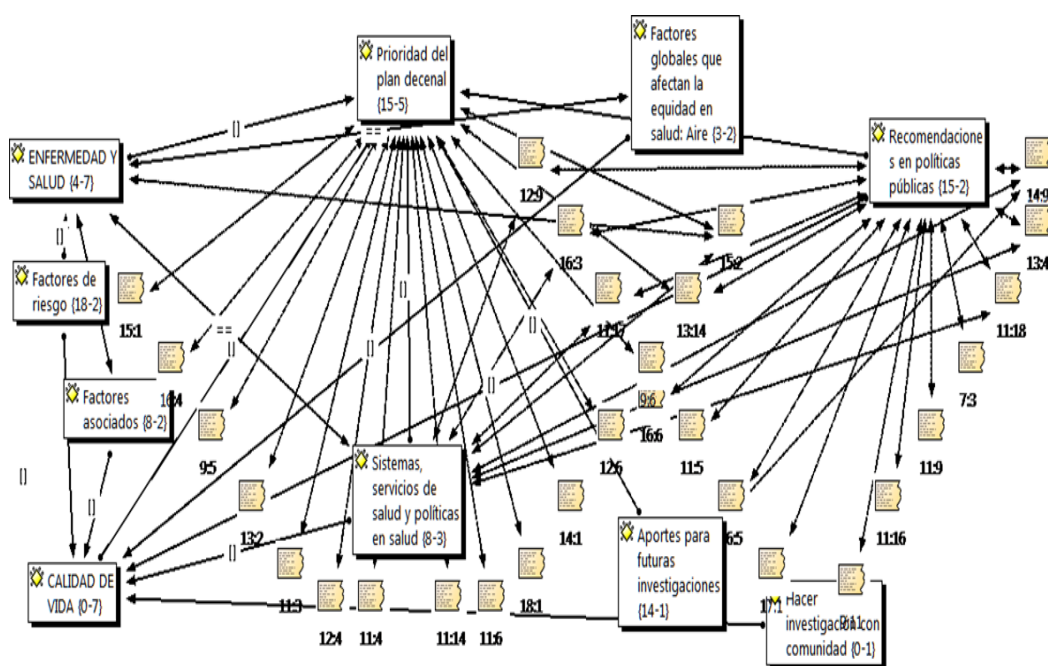 Prioridad del
plan decenal
{15-5}
Factores
globales que
afectan la
equidad en
salud: Aire {3-2}
Recomendacione
s en políticas
públicas {15-2}
ENFERMEDAD Y
SALUD {4-7}
Factores de
riesgo {18-2}
Factores
asociados {8-2}
CALIDAD DE
VIDA {0-7}
Sistemas,
servicios de
salud y políticas
en salud {8-3}
Aportes para
futuras
investigaciones
{14-1}
Hacer
investigación con
comunidad {0-1}
[]
==
[]
[]
==
[]
[]
[]
[]
[]
[]
[]
[]
12:9
14:9
16:3
15:2
13:4
15:1
13:14
11:18
9:6
16:6
7:3
9:5
12:6
11:5
11:9
13:2
14:1
11:16
11:3
18:1
17:1
12:4
11:4
11:14
11:6